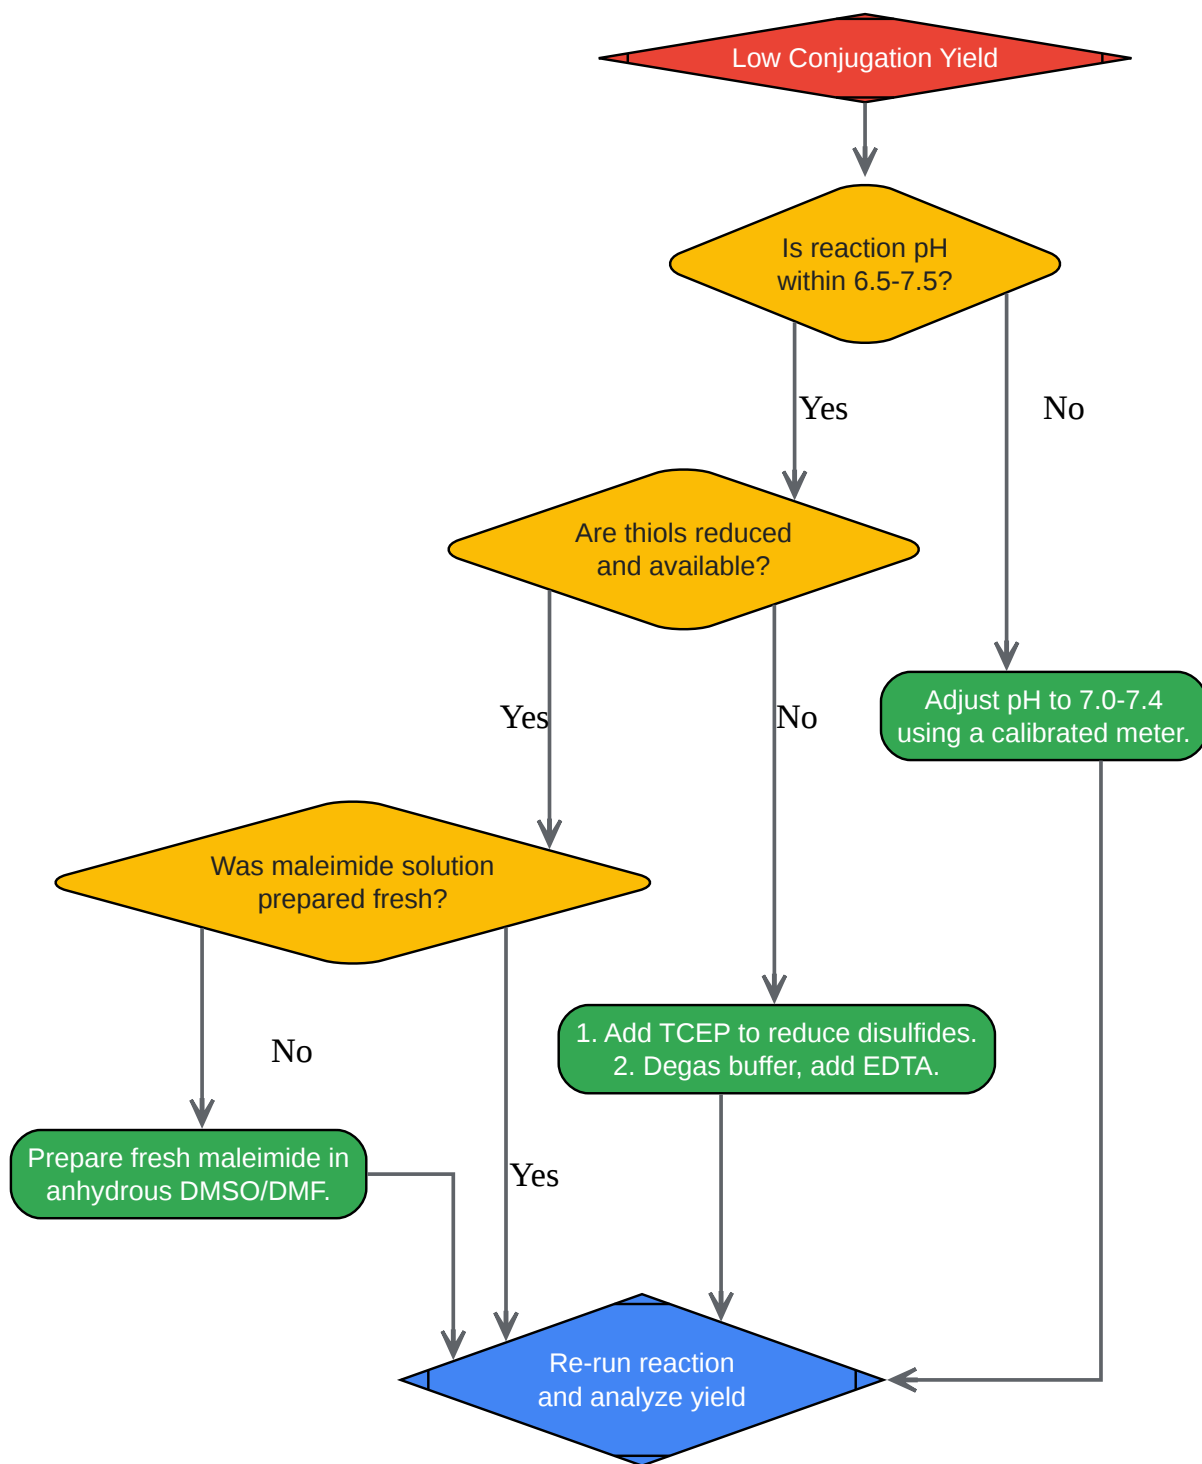 Low Conjugation Yield
Is reaction pH
within 6.5-7.5?
Yes
No
Are thiols reduced
and available?
Yes
No
Adjust pH to 7.0-7.4
using a calibrated meter.
Was maleimide solution
prepared fresh?
No
1. Add TCEP to reduce disulfides.
2. Degas buffer, add EDTA.
Prepare fresh maleimide in
anhydrous DMSO/DMF.
Yes
Re-run reaction
and analyze yield